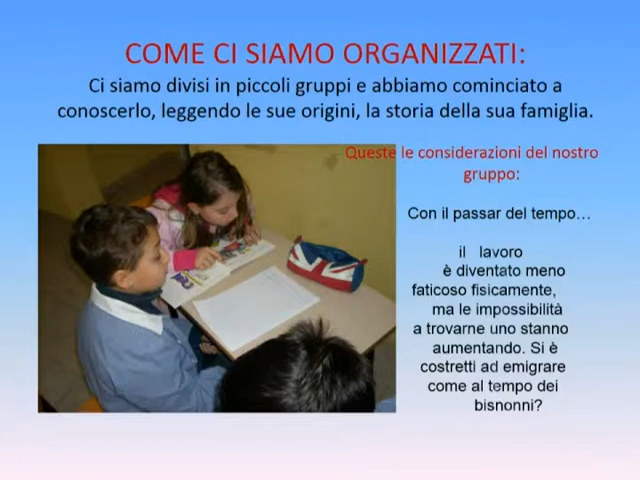 COME CI SIAMO ORGANIZZATI:
Ci siamo divisi in piccoli gruppi e abbiamo cominciato a
conoscerlo, leggendo le sue origini, la storia della sua famiglia.
Queste le considerazioni del nostro
gruppo:
Con il passar del tempo…
il lavoro
è diventato meno
faticoso fisicamente,
ma le impossibilità
a trovarne uno stanno
aumentando. Si è
costretti ad emigrare
come al tempo dei
bisnonni?